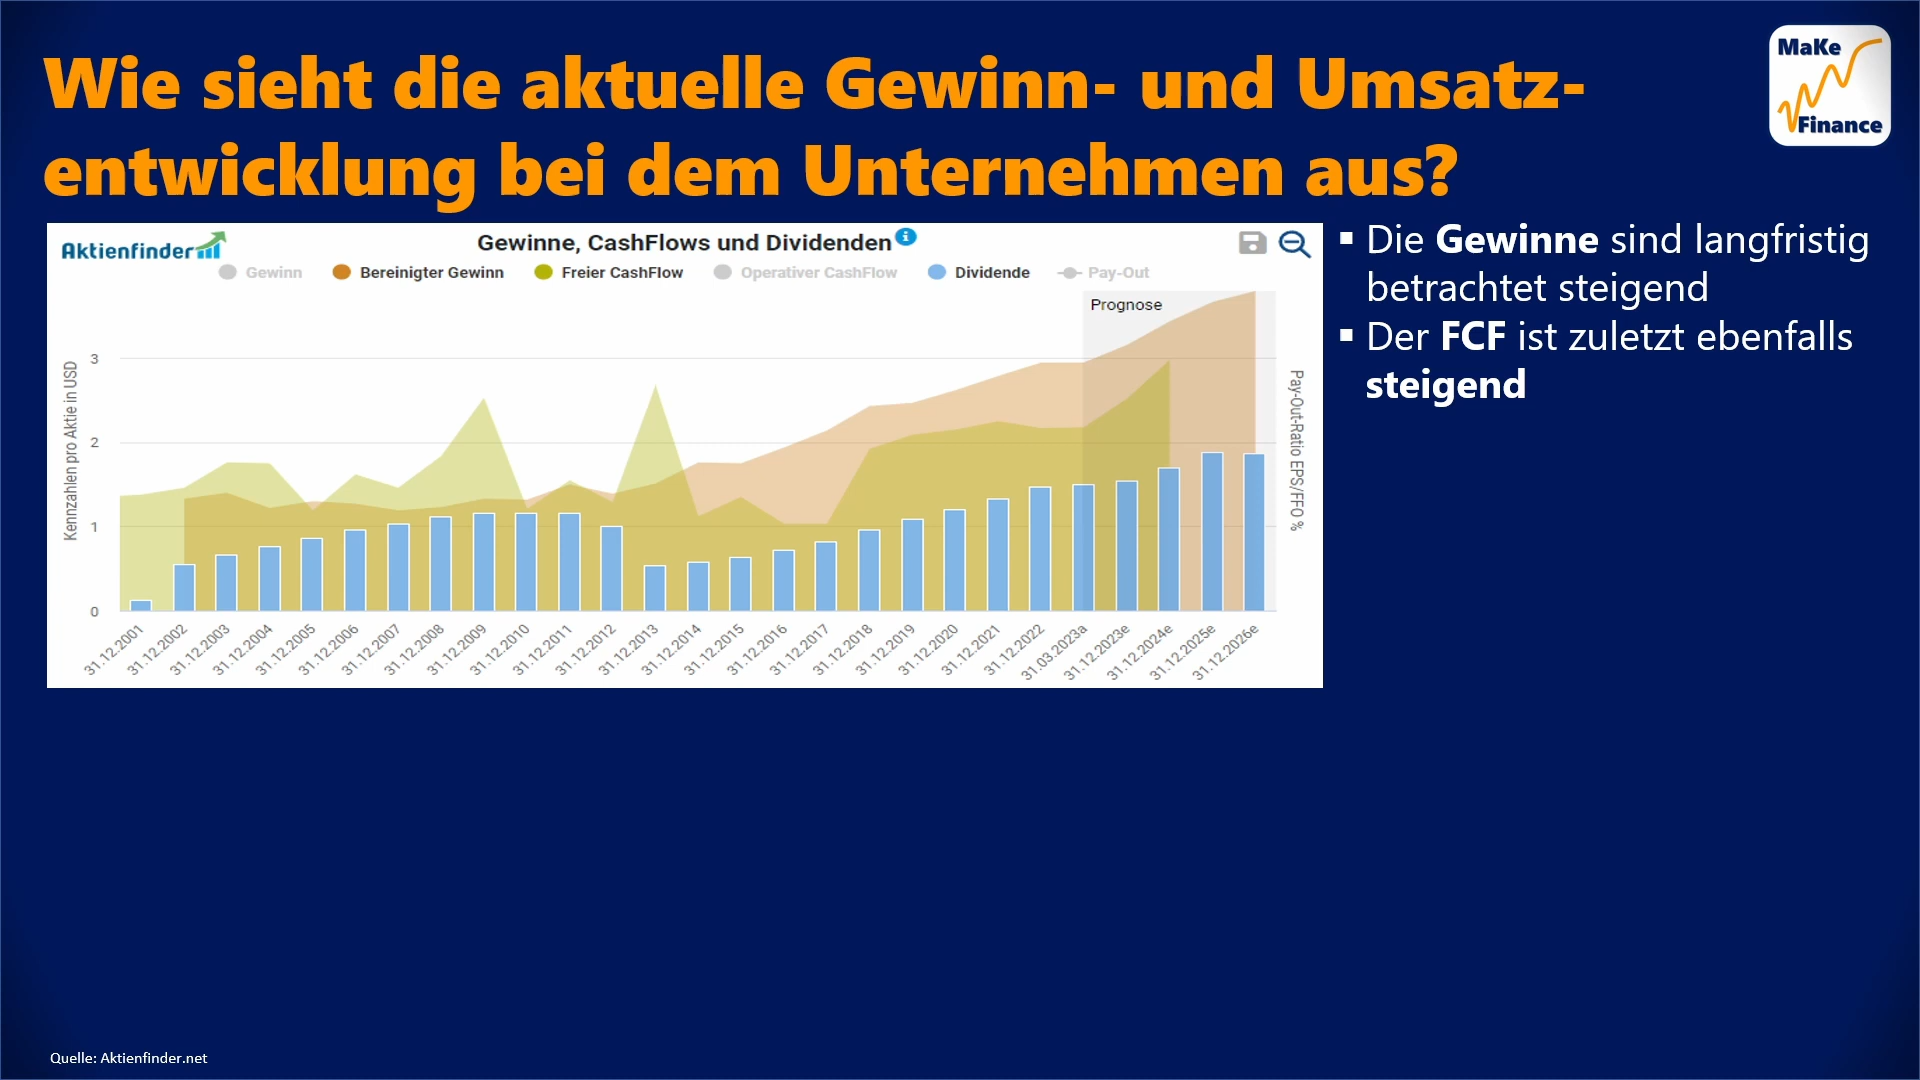 Wie sieht die aktuelle Gewinn- und Umsatz-
entwicklung bei dem Unternehmen aus?
MaKe
Finance
Aktienfinder
Gewinne, CashFlows und Dividenden
Gewinn Bereinigter Gewinn Freier CashFlow Operativer CashFlow Dividende Pay-Out
Prognose
Kennzahlen pro Aktie in USD
3
2
1
0
Pay-Out-Ratio EPS/FFO %
31.12.2001 31.12.2002 31.12.2003 31.12.2004 31.12.2005 31.12.2006 31.12.2007 31.12.2008 31.12.2009 31.12.2010 31.12.2011 31.12.2012 31.12.2013 31.12.2014 31.12.2015 31.12.2016 31.12.2017 31.12.2018 31.12.2019 31.12.2020 31.12.2021 31.12.2022 31.03.2023a 31.12.2023e 31.12.2024e 31.12.2025e 31.12.2026e
▪ Die Gewinne sind langfristig
betrachtet steigend
▪ Der FCF ist zuletzt ebenfalls
steigend
Quelle: Aktienfinder.net